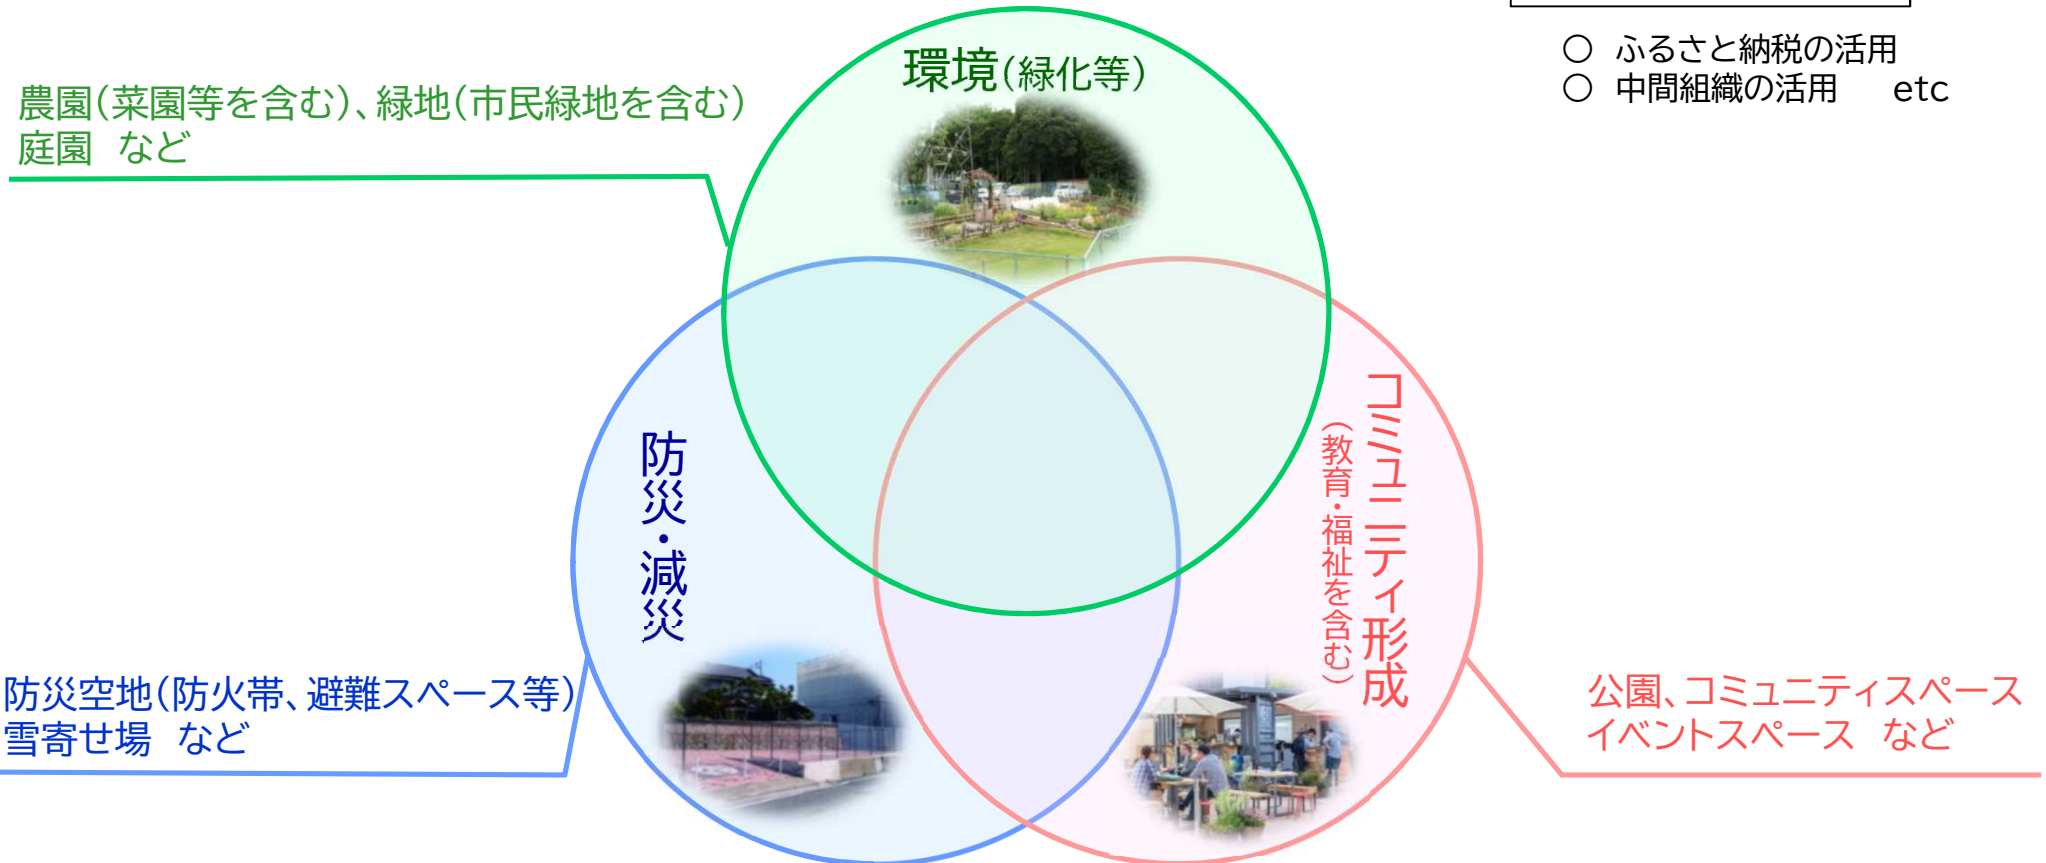 環境(緑化等)
○ ふるさと納税の活用
○ 中間組織の活用 etc
農園(菜園等を含む)、緑地(市民緑地を含む)
庭園 など
防災・減災
コミュニティ形成
(教育・福祉を含む)
防災空地(防火帯、避難スペース等)
雪寄せ場 など
公園、コミュニティスペース
イベントスペース など